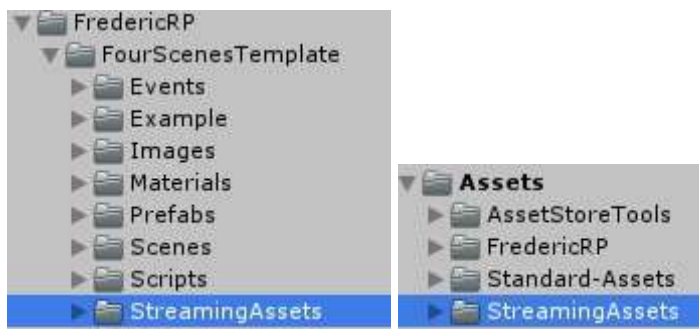 FredericRP
FourScenesTemplate
Events
Example
Images
Materials
Prefabs
Scenes
Scripts
StreamingAssets
Assets
AssetStoreTools
FredericRP
Standard-Assets
StreamingAssets